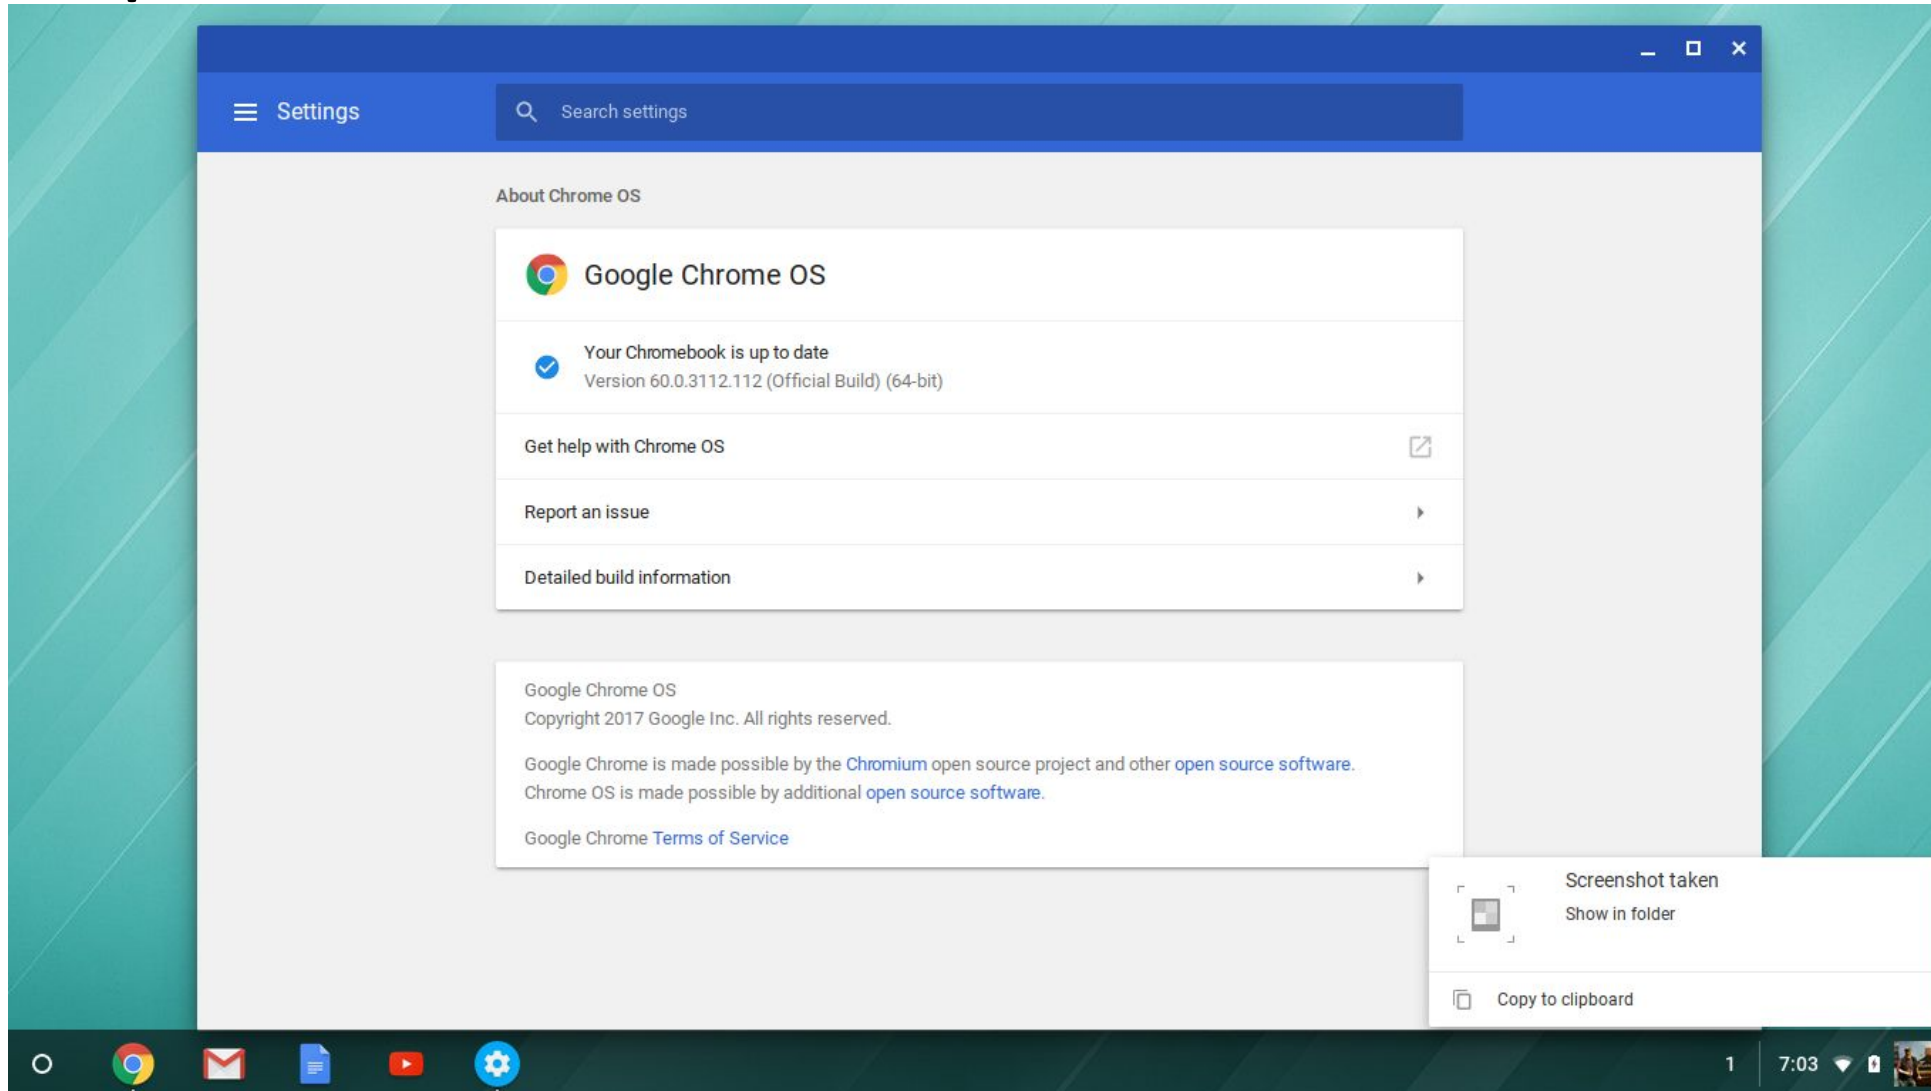 Settings
Search settings
About Chrome OS
Google Chrome OS
Your Chromebook is up to date
Version 60.0.3112.112 (Official Build) (64-bit)
Get help with Chrome OS
Report an issue
Detailed build information
Google Chrome OS
Copyright 2017 Google Inc. All rights reserved.
Google Chrome is made possible by the Chromium open source project and other open source software.
Chrome OS is made possible by additional open source software.
Google Chrome Terms of Service
Screenshot taken
Show in folder
Copy to clipboard
1 7:03